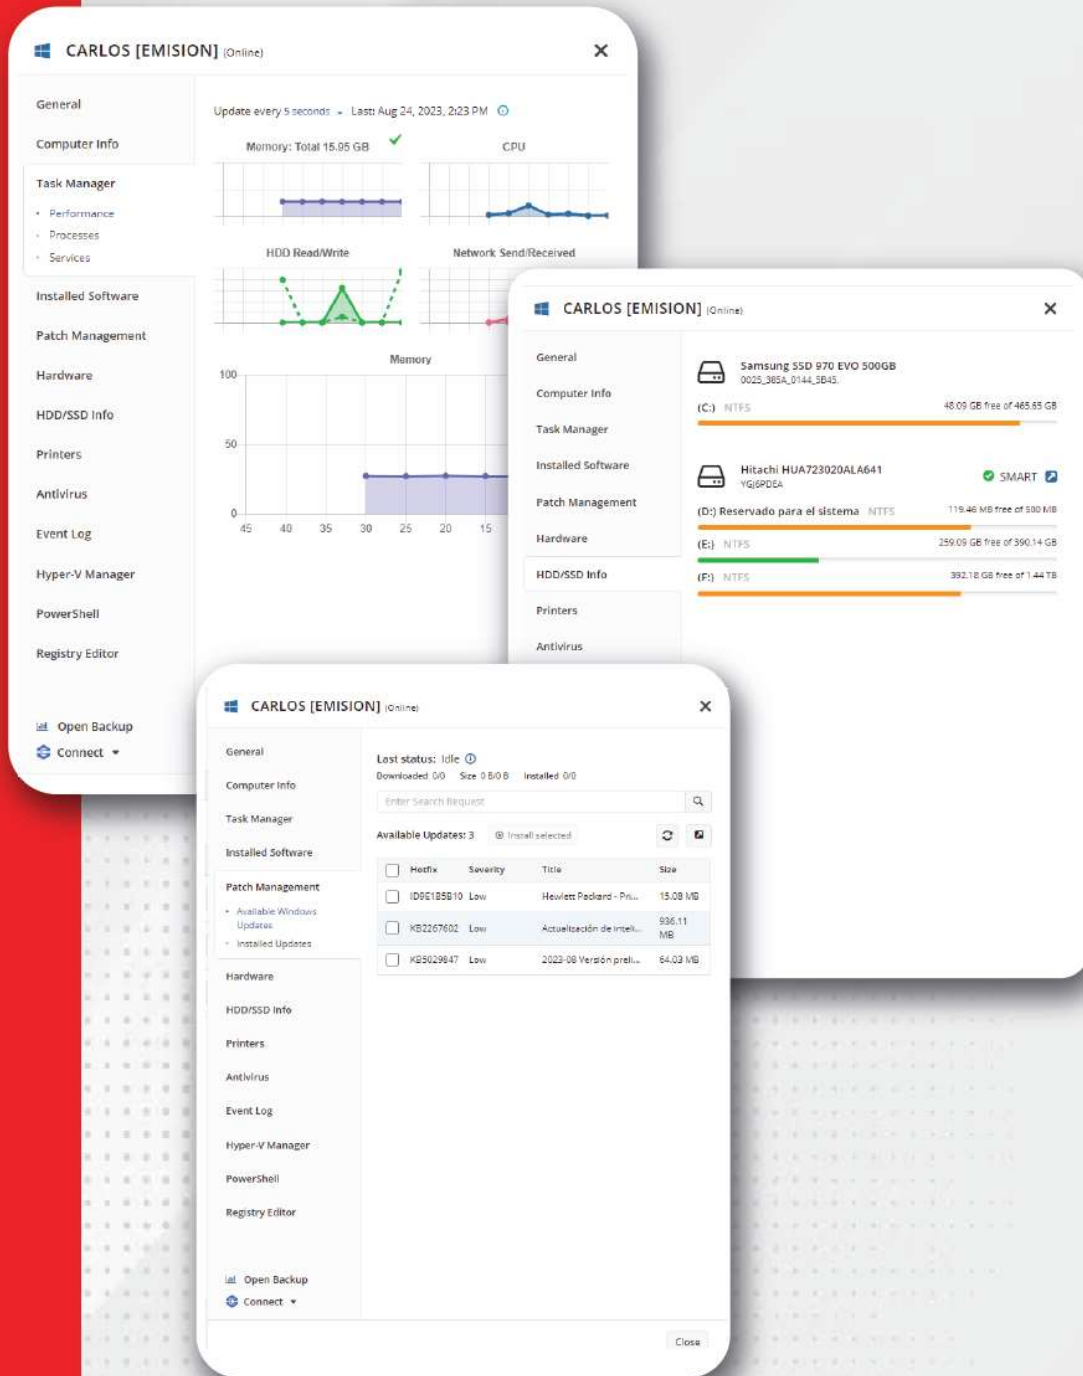 CARLOS [EMISION] (Online)
General
Computer Info
Task Manager
Performance
Processes
Services
Installed Software
Patch Management
Hardware
HDD/SSD Info
Printers
Antivirus
Event Log
Hyper-V Manager
PowerShell
Registry Editor
Open Backup
Connect
Update every 5 seconds Last: Aug 24, 2023, 2:23 PM
Memory: Total 15.95 GB
CPU
HDD Read/Write
Network Send/Received
Memory
100
50
0
45 40 35 30 25 20 15
CARLOS [EMISION] (Online)
General
Computer Info
Task Manager
Installed Software
Patch Management
Hardware
HDD/SSD Info
Printers
Antivirus
Samsung SSD 970 EVO 500GB
0025_385A_0144_5B45.
(C:) NTFS 48.09 GB free of 465.65 GB
Hitachi HUA723020ALA641
YGJ6PDEA
SMART
(D:) Reservado para el sistema NTFS 119.46 MB free of 500 MB
(E:) NTFS 259.09 GB free of 390.14 GB
(F:) NTFS 392.18 GB free of 1.44 TB
CARLOS [EMISION] (Online)
General
Computer Info
Task Manager
Installed Software
Patch Management
Available Windows
Updates
Installed Updates
Hardware
HDD/SSD Info
Printers
Antivirus
Event Log
Hyper-V Manager
PowerShell
Registry Editor
Open Backup
Connect
Last status: Idle
Downloaded 0/0 Size 0 B/0 B Installed 0/0
Enter Search Request
Available Updates: 3 Install selected
Hotfix Severity Title Size
ID9E1B5B10 Low Hewlett Packard - Pri... 15.08 MB
KB2267602 Low Actualización de inteli... 936.11 MB
KB5029847 Low 2023-08 Versión preli... 64.03 MB
Close